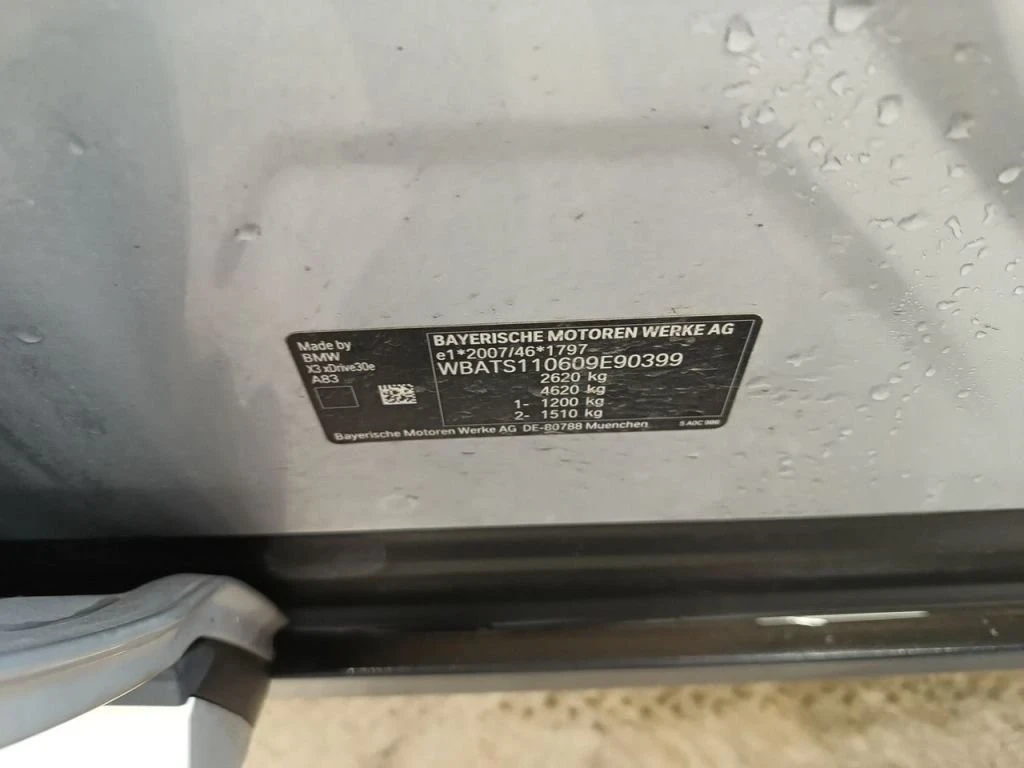 Made by
BMW
X3 xDrive30e
A83
BAYERISCHE MOTOREN WERKE AG
e1*2007/46*1797
WBATS110609E90399
2620 kg
4620 kg
1- 1200 kg
2- 1510 kg
Bayerische Motoren Werke AG DE-80788 Muenchen